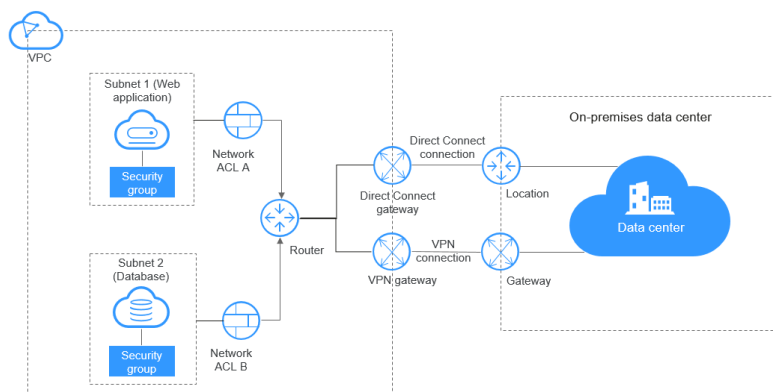 VPC
Subnet 1 (Web
application)
Security
group
Network
ACL A
Subnet 2
(Database)
Security
group
Network
ACL B
Router
Direct Connect
gateway
VPN gateway
Direct Connect
connection
VPN
connection
On-premises data center
Location
Gateway
Data center